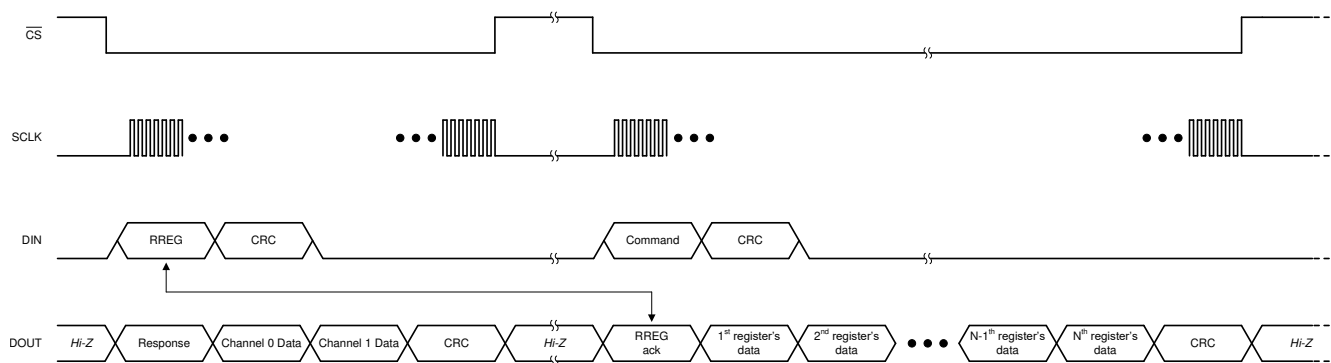 CS
SCLK
DIN
RREG
CRC
Command
CRC
DOUT
Hi-Z
Response
Channel 0 Data
Channel 1 Data
CRC
Hi-Z
RREG
ack
1st register's
data
2nd register's
data
N-1th register's
data
Nth register's
data
CRC
Hi-Z